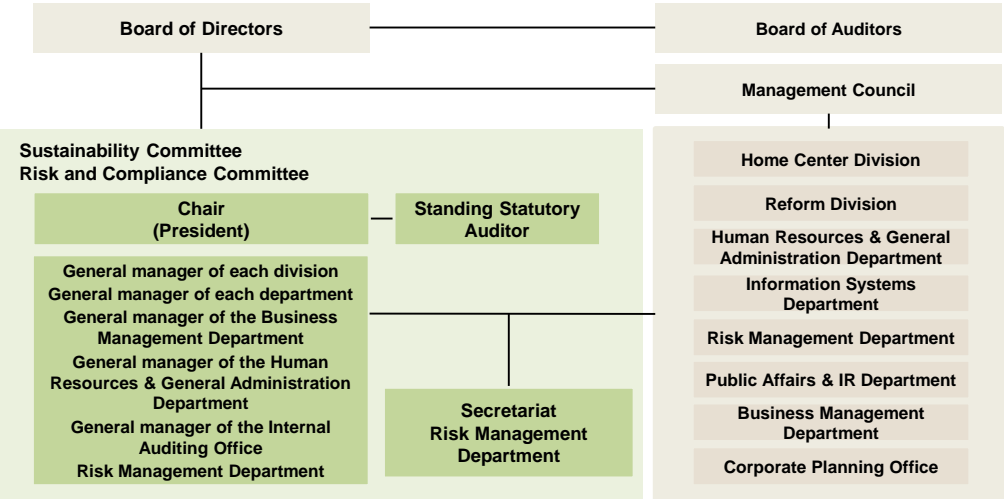 Board of Directors
Board of Auditors
Management Council
Sustainability Committee
Risk and Compliance Committee
Chair
(President)
Standing Statutory
Auditor
General manager of each division
General manager of each department
General manager of the Business
Management Department
General manager of the Human
Resources & General Administration
Department
General manager of the Internal
Auditing Office
Risk Management Department
Secretariat
Risk Management
Department
Home Center Division
Reform Division
Human Resources & General
Administration Department
Information Systems
Department
Risk Management Department
Public Affairs & IR Department
Business Management
Department
Corporate Planning Office